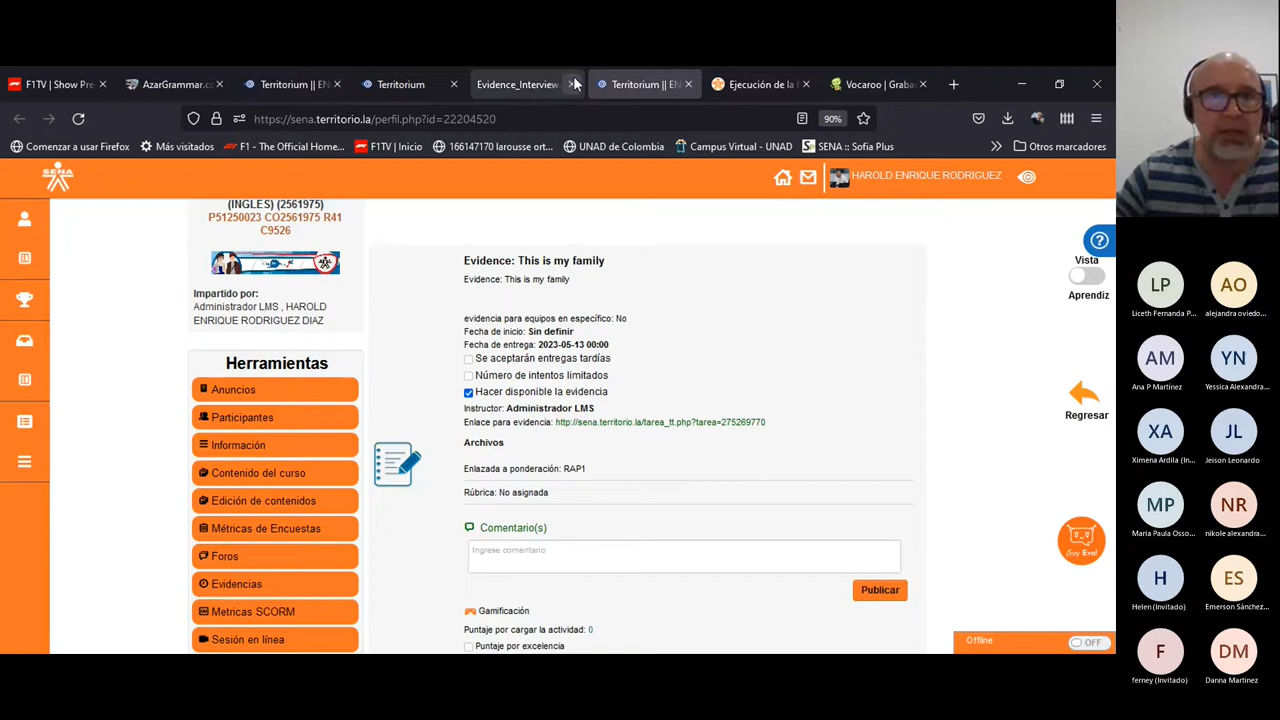 F1TV | Show Pre
AzarGrammar.cc
Territorium || EN
Territorium
Evidence_Interview.
Territorium || EN
Ejecución de la f
Vocaroo | Graba
https://sena.territorio.la/perfil.php?id=22204520
90%
Comenzar a usar Firefox
Más visitados
F1 - The Official Home...
F1TV | Inicio
166147170 larousse ort...
UNAD de Colombia
Campus Virtual - UNAD
SENA :: Sofia Plus
Otros marcadores
SENA
HAROLD ENRIQUE RODRIGUEZ
(INGLES) (2561975)
P51250023 CO2561975 R41
C9526
Impartido por:
Administrador LMS , HAROLD
ENRIQUE RODRIGUEZ DIAZ
Herramientas
Anuncios
Participantes
Información
Contenido del curso
Edición de contenidos
Métricas de Encuestas
Foros
Evidencias
Metricas SCORM
Sesión en línea
Evidence: This is my family
Evidence: This is my family
evidencia para equipos en específico: No
Fecha de inicio: Sin definir
Fecha de entrega: 2023-05-13 00:00
Se aceptarán entregas tardías
Número de intentos limitados
Hacer disponible la evidencia
Instructor: Administrador LMS
Enlace para evidencia: http://sena.territorio.la/tarea_tt.php?tarea=275269770
Archivos
Enlazada a ponderación: RAP1
Rúbrica: No asignada
Comentario(s)
Ingrese comentario
Publicar
Gamificación
Puntaje por cargar la actividad: 0
Puntaje por excelencia
Vista
Aprendiz
Regresar
¡Soy Eva!
Offline
OFF
LP
AO
Liceth Fernanda P...
alejandra oviedo...
AM
YN
Ana P Martínez
Yessica Alexandra...
XA
JL
Ximena Ardila (In...
Jeison Leonardo
MP
NR
Maria Paula Osso...
nikole alexandra...
H
ES
Helen (Invitado)
Emerson Sánchez...
F
DM
ferney (Invitado)
Danna Martinez